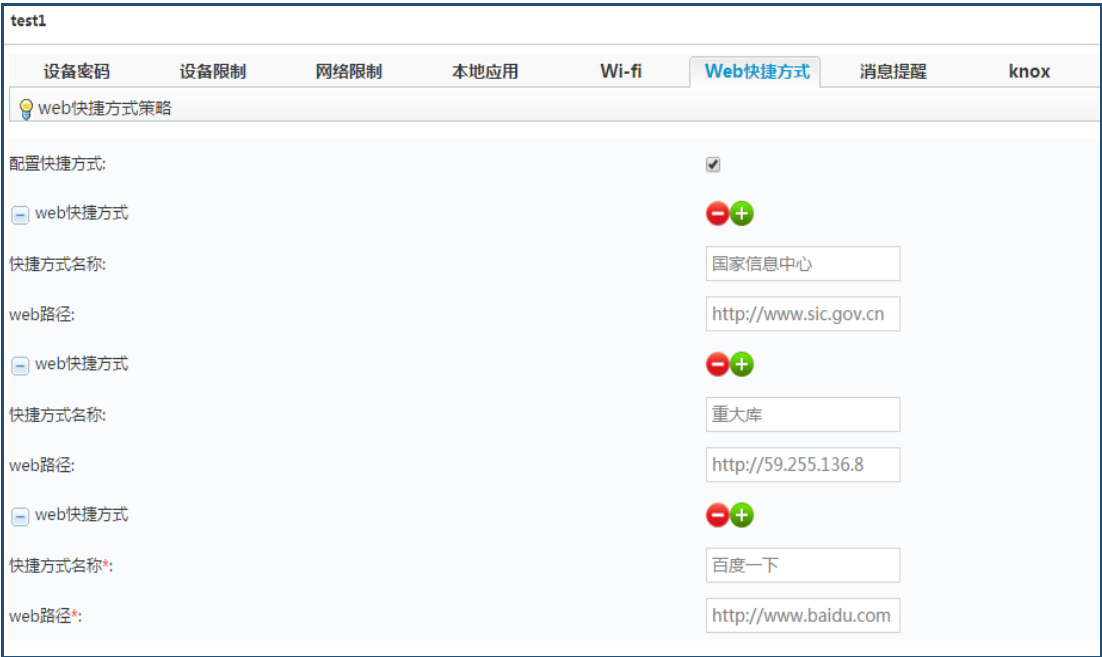 test1
设备密码 设备限制 网络限制 本地应用 Wi-fi Web快捷方式 消息提醒 knox
web快捷方式策略
配置快捷方式:
web快捷方式
快捷方式名称: 国家信息中心
web路径: http://www.sic.gov.cn
web快捷方式
快捷方式名称: 重大库
web路径: http://59.255.136.8
web快捷方式
快捷方式名称*: 百度一下
web路径*: http://www.baidu.com